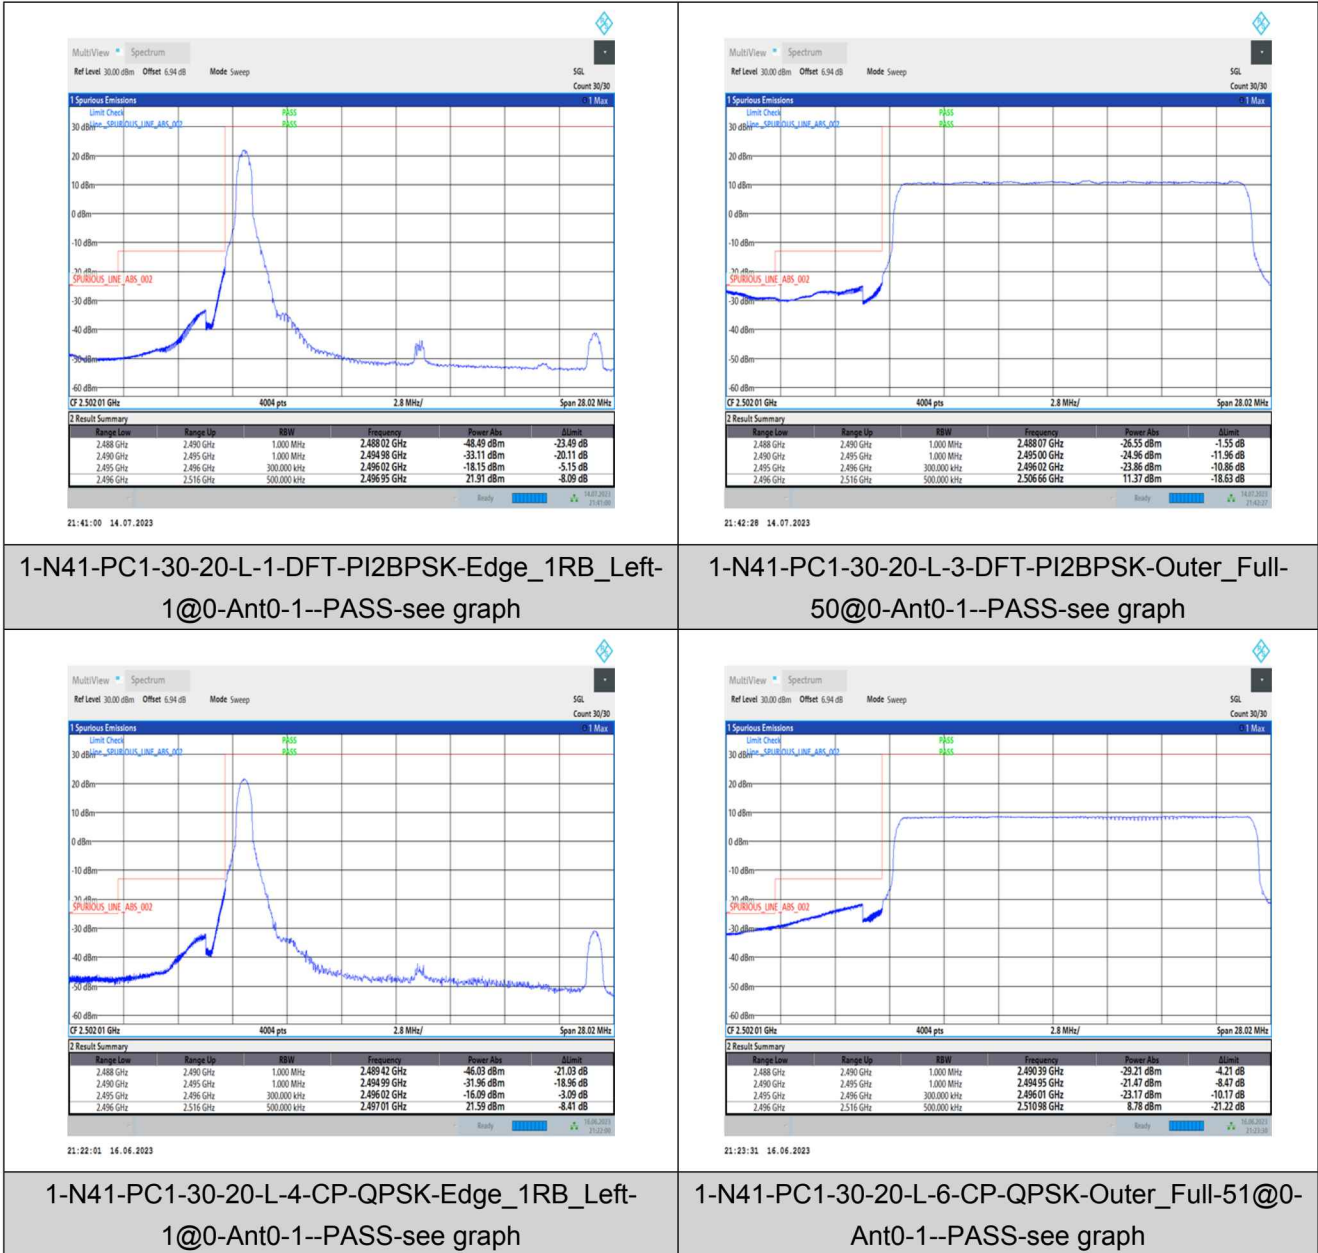 MultiView Spectrum
Ref Level 30.00 dBm Offset 6.94 dB Mode Sweep SGL
Count 30/30
1 Spurious Emissions 1 Max
Limit Check PASS
30 dBm Line _SPURIOUS_LINE_ABS_002 PASS
20 dBm
10 dBm
0 dBm
-10 dBm
-20 dBm
SPURIOUS_LINE_ABS_002
-30 dBm
-40 dBm
-50 dBm
-60 dBm
CF 2.502 01 GHz 4004 pts 2.8 MHz/ Span 28.02 MHz
2 Result Summary
Range Low Range Up RBW Frequency Power Abs ΔLimit
2.488 GHz 2.490 GHz 1.000 MHz 2.488 02 GHz -48.49 dBm -23.49 dB
2.490 GHz 2.495 GHz 1.000 MHz 2.494 98 GHz -33.11 dBm -20.11 dB
2.495 GHz 2.496 GHz 300.000 kHz 2.496 02 GHz -18.15 dBm -5.15 dB
2.496 GHz 2.516 GHz 500.000 kHz 2.496 95 GHz 21.91 dBm -8.09 dB
Ready 14.07.2023
21:41:00
21:41:00 14.07.2023
MultiView Spectrum
Ref Level 30.00 dBm Offset 6.94 dB Mode Sweep SGL
Count 30/30
1 Spurious Emissions 1 Max
Limit Check PASS
30 dBm Line _SPURIOUS_LINE_ABS_002 PASS
20 dBm
10 dBm
0 dBm
-10 dBm
-20 dBm
SPURIOUS_LINE_ABS_002
-30 dBm
-40 dBm
-50 dBm
-60 dBm
CF 2.502 01 GHz 4004 pts 2.8 MHz/ Span 28.02 MHz
2 Result Summary
Range Low Range Up RBW Frequency Power Abs ΔLimit
2.488 GHz 2.490 GHz 1.000 MHz 2.488 07 GHz -26.55 dBm -1.55 dB
2.490 GHz 2.495 GHz 1.000 MHz 2.495 00 GHz -24.96 dBm -11.96 dB
2.495 GHz 2.496 GHz 300.000 kHz 2.496 02 GHz -23.86 dBm -10.86 dB
2.496 GHz 2.516 GHz 500.000 kHz 2.506 66 GHz 11.37 dBm -18.63 dB
Ready 14.07.2023
21:42:28 14.07.2023
1-N41-PC1-30-20-L-1-DFT-PI2BPSK-Edge_1RB_Left-
1@0-Ant0-1--PASS-see graph
1-N41-PC1-30-20-L-3-DFT-PI2BPSK-Outer_Full-
50@0-Ant0-1--PASS-see graph
MultiView Spectrum
Ref Level 30.00 dBm Offset 6.94 dB Mode Sweep SGL
Count 30/30
1 Spurious Emissions 1 Max
Limit Check PASS
30 dBm Line _SPURIOUS_LINE_ABS_002 PASS
20 dBm
10 dBm
0 dBm
-10 dBm
-20 dBm
SPURIOUS_LINE_ABS_002
-30 dBm
-40 dBm
-50 dBm
-60 dBm
CF 2.502 01 GHz 4004 pts 2.8 MHz/ Span 28.02 MHz
2 Result Summary
Range Low Range Up RBW Frequency Power Abs ΔLimit
2.488 GHz 2.490 GHz 1.000 MHz 2.489 42 GHz -46.03 dBm -21.03 dB
2.490 GHz 2.495 GHz 1.000 MHz 2.494 99 GHz -31.96 dBm -18.96 dB
2.495 GHz 2.496 GHz 300.000 kHz 2.496 02 GHz -16.09 dBm -3.09 dB
2.496 GHz 2.516 GHz 500.000 kHz 2.497 01 GHz 21.59 dBm -8.41 dB
Ready 16.06.2023
21:22:01 16.06.2023
MultiView Spectrum
Ref Level 30.00 dBm Offset 6.94 dB Mode Sweep SGL
Count 30/30
1 Spurious Emissions 1 Max
Limit Check PASS
30 dBm Line _SPURIOUS_LINE_ABS_002 PASS
20 dBm
10 dBm
0 dBm
-10 dBm
-20 dBm
SPURIOUS_LINE_ABS_002
-30 dBm
-40 dBm
-50 dBm
-60 dBm
CF 2.502 01 GHz 4004 pts 2.8 MHz/ Span 28.02 MHz
2 Result Summary
Range Low Range Up RBW Frequency Power Abs ΔLimit
2.488 GHz 2.490 GHz 1.000 MHz 2.490 39 GHz -29.21 dBm -4.21 dB
2.490 GHz 2.495 GHz 1.000 MHz 2.494 95 GHz -21.47 dBm -8.47 dB
2.495 GHz 2.496 GHz 300.000 kHz 2.496 01 GHz -23.17 dBm -10.17 dB
2.496 GHz 2.516 GHz 500.000 kHz 2.510 98 GHz 8.78 dBm -21.22 dB
Ready 16.06.2023
21:23:31 16.06.2023
1-N41-PC1-30-20-L-4-CP-QPSK-Edge_1RB_Left-
1@0-Ant0-1--PASS-see graph
1-N41-PC1-30-20-L-6-CP-QPSK-Outer_Full-51@0-
Ant0-1--PASS-see graph